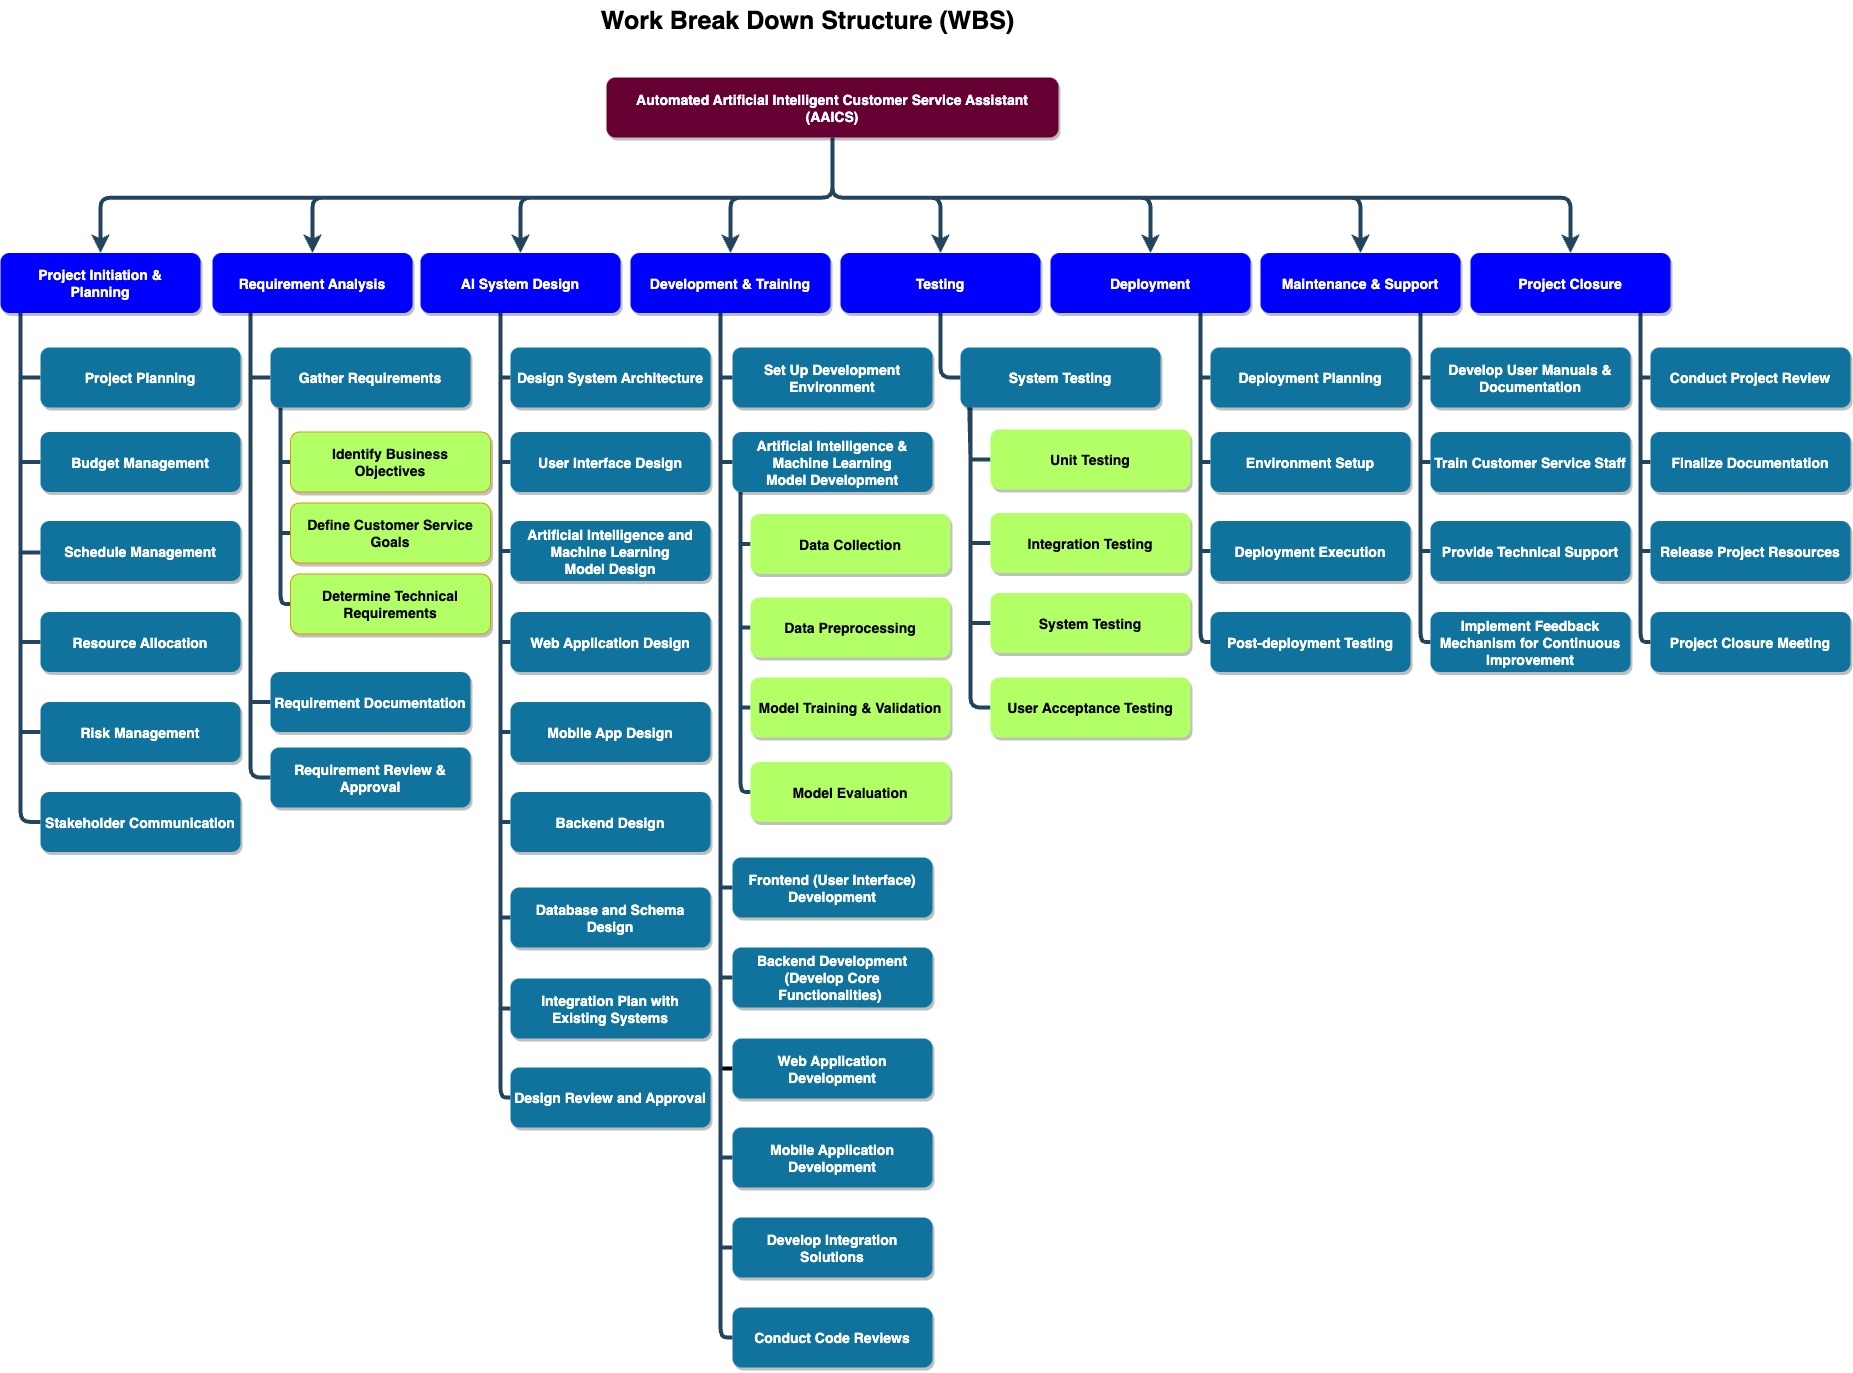 Work Break Down Structure (WBS)
Automated Artificial Intelligent Customer Service Assistant
(AAICS)
Project Initiation &
Planning
Requirement Analysis
AI System Design
Development & Training
Testing
Deployment
Maintenance & Support
Project Closure
Project Planning
Budget Management
Schedule Management
Resource Allocation
Risk Management
Stakeholder Communication
Gather Requirements
Identify Business
Objectives
Define Customer Service
Goals
Determine Technical
Requirements
Requirement Documentation
Requirement Review &
Approval
Design System Architecture
User Interface Design
Artificial Intelligence and
Machine Learning
Model Design
Web Application Design
Mobile App Design
Backend Design
Database and Schema
Design
Integration Plan with
Existing Systems
Design Review and Approval
Set Up Development
Environment
Artificial Intelligence &
Machine Learning
Model Development
Data Collection
Data Preprocessing
Model Training & Validation
Model Evaluation
Frontend (User Interface)
Development
Backend Development
(Develop Core
Functionalities)
Web Application
Development
Mobile Application
Development
Develop Integration
Solutions
Conduct Code Reviews
System Testing
Unit Testing
Integration Testing
System Testing
User Acceptance Testing
Deployment Planning
Environment Setup
Deployment Execution
Post-deployment Testing
Develop User Manuals &
Documentation
Train Customer Service Staff
Provide Technical Support
Implement Feedback
Mechanism for Continuous
Improvement
Conduct Project Review
Finalize Documentation
Release Project Resources
Project Closure Meeting